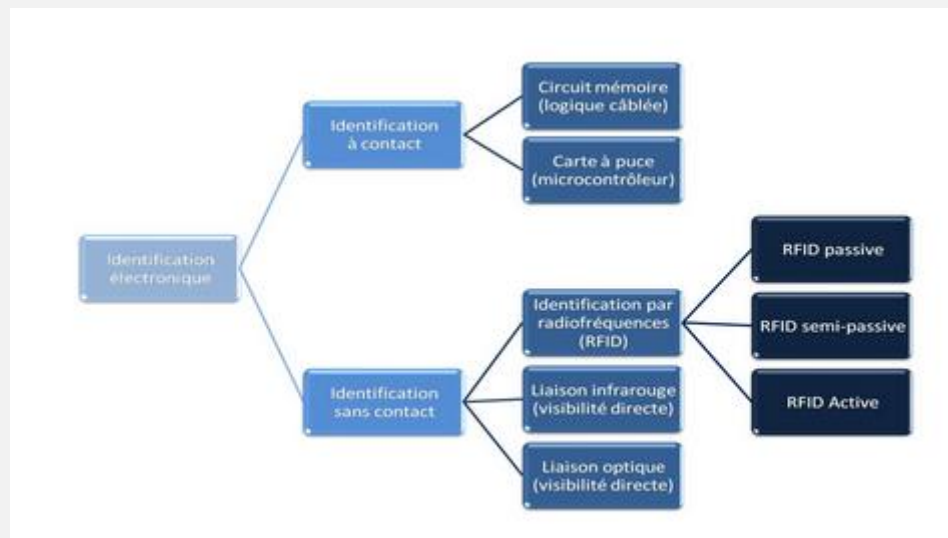 Identification
électronique
Identification
à contact
Circuit mémoire
(logique câblée)
Carte à puce
(microcontrôleur)
Identification
sans contact
Identification par
radiofréquences
(RFID)
RFID passive
RFID semi-passive
RFID Active
Liaison infrarouge
(visibilité directe)
Liaison optique
(visibilité directe)